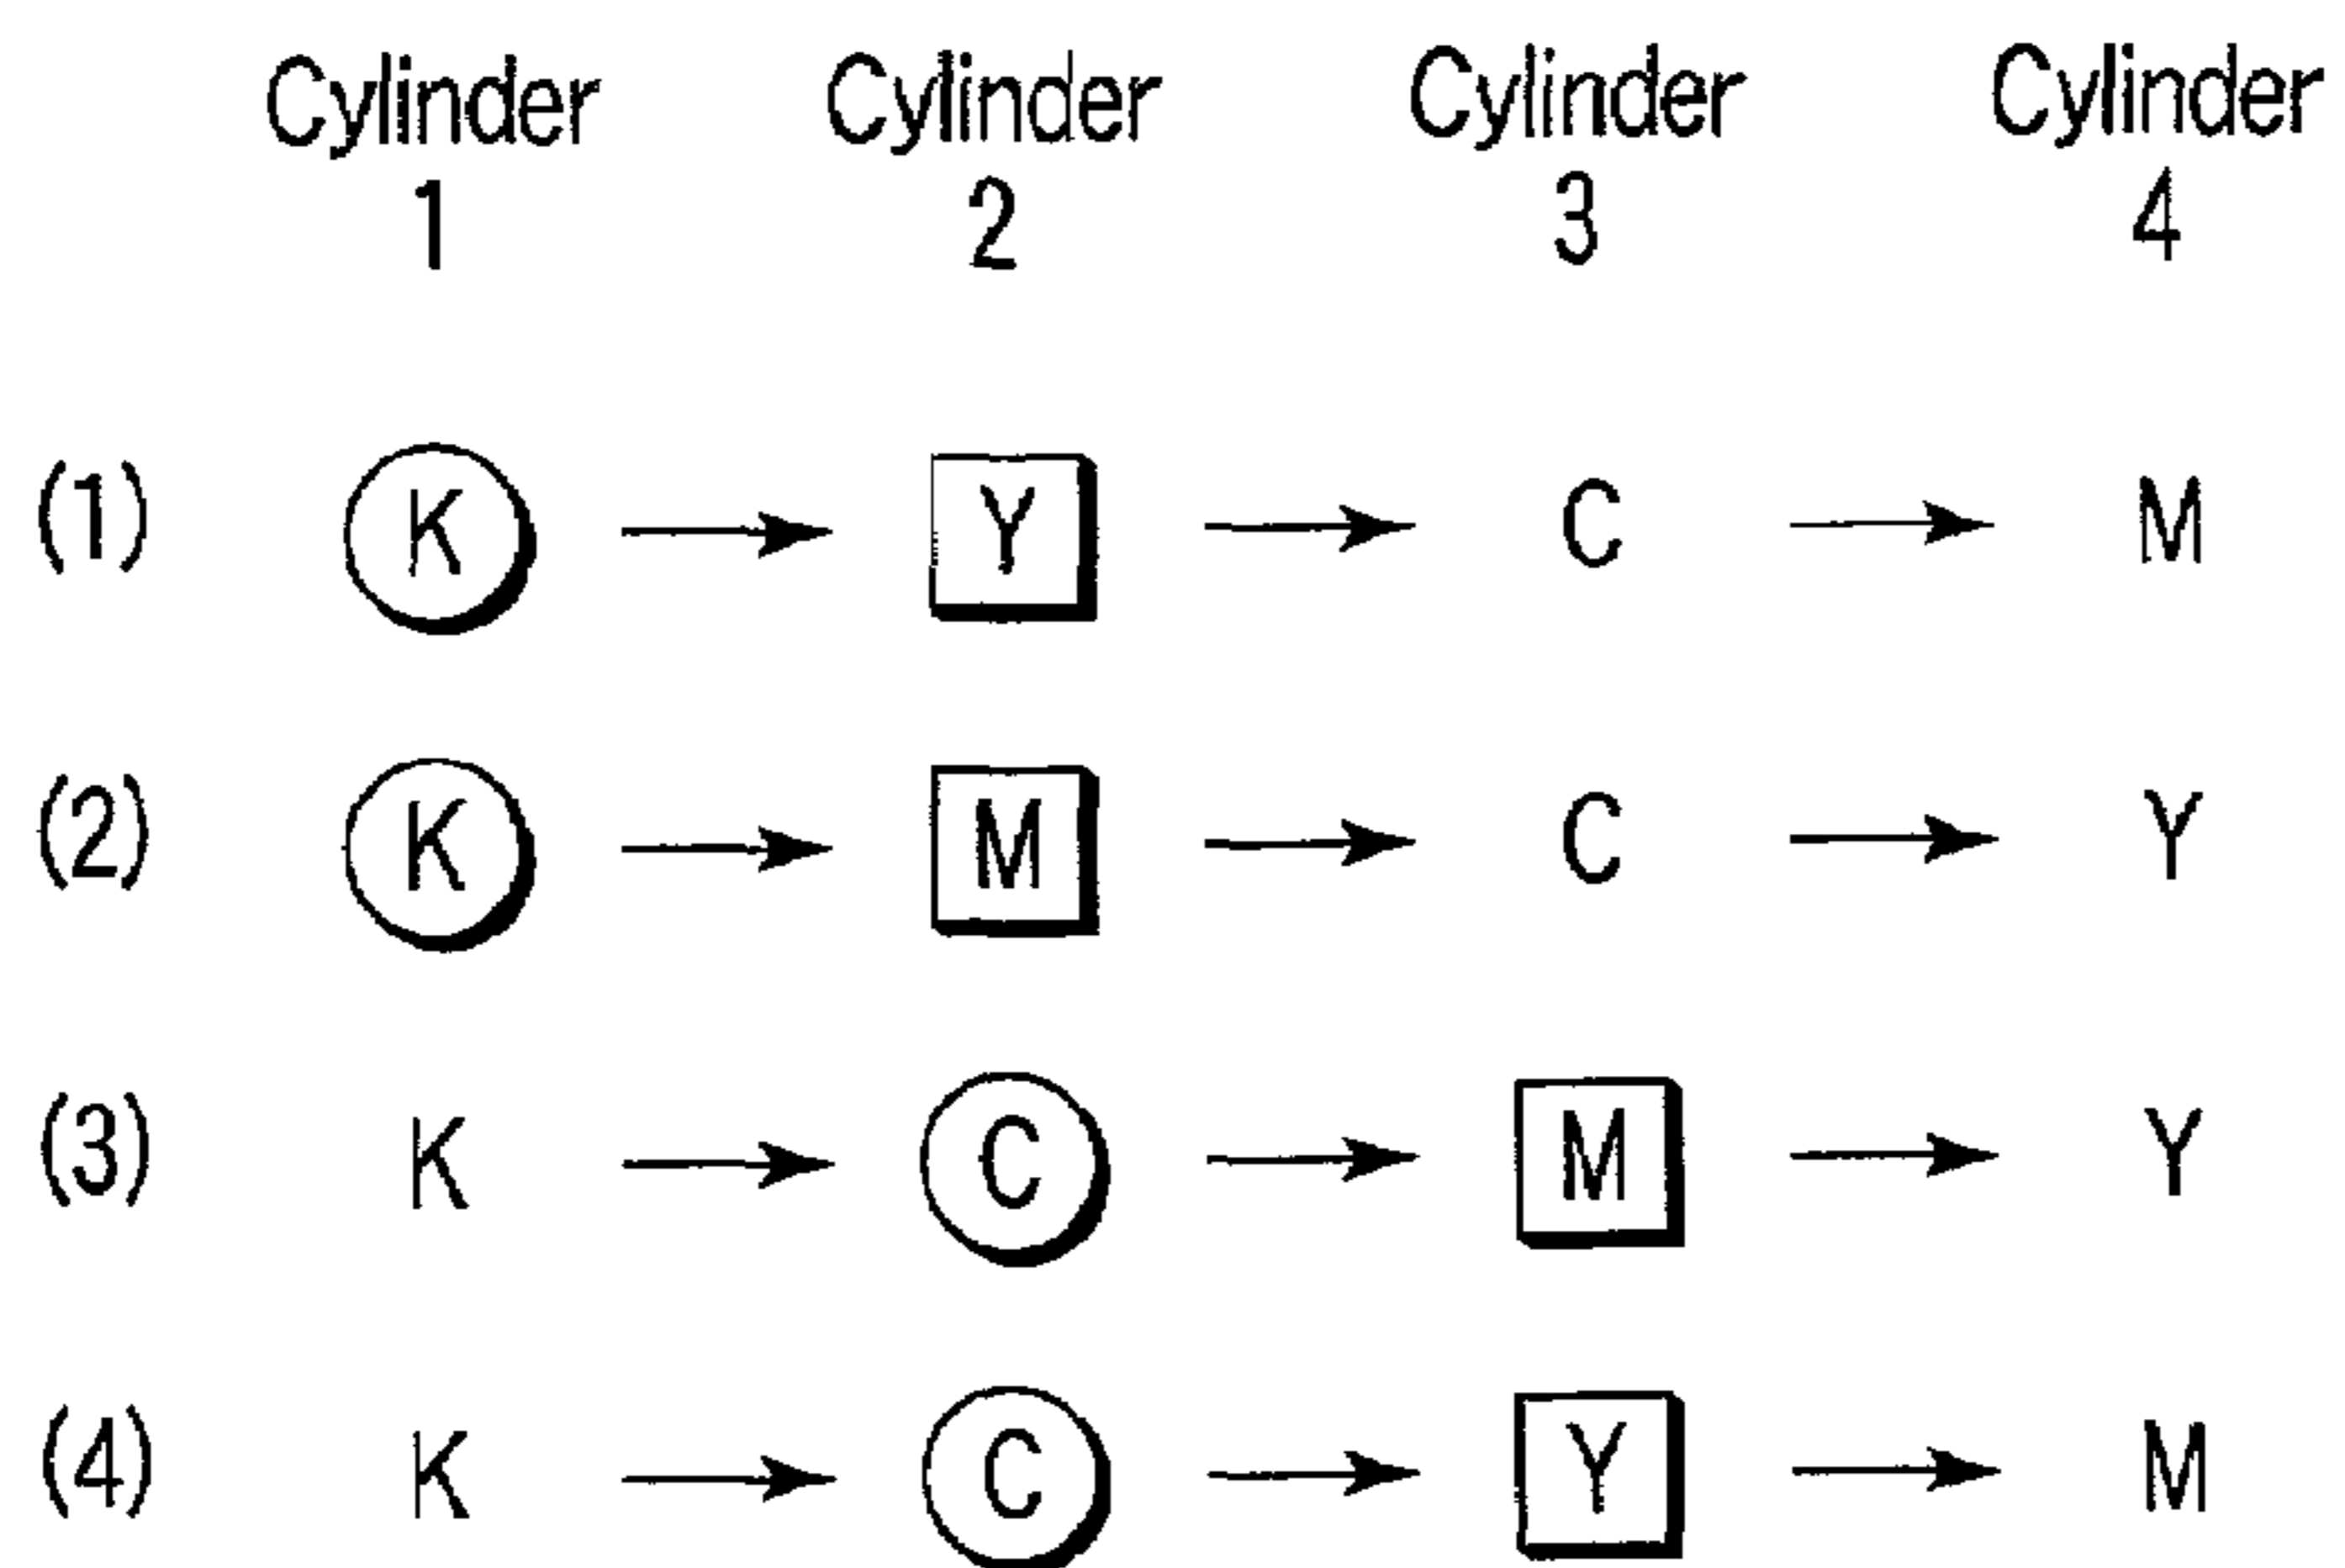 Cylinder 1 Cylinder 2 Cylinder 3 Cylinder 4
(1) K → Y → C → M
(2) K → M → C → Y
(3) K → C → M → Y
(4) K → C → Y → M